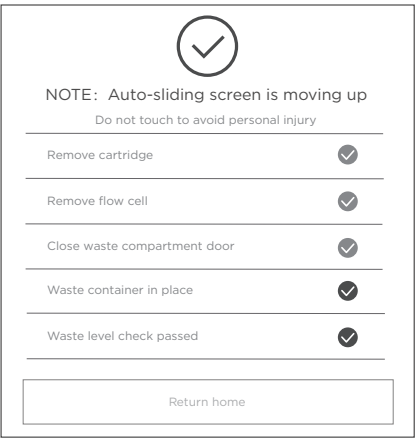 NOTE: Auto-sliding screen is moving up
Do not touch to avoid personal injury
Remove cartridge
Remove flow cell
Close waste compartment door
Waste container in place
Waste level check passed
Return home